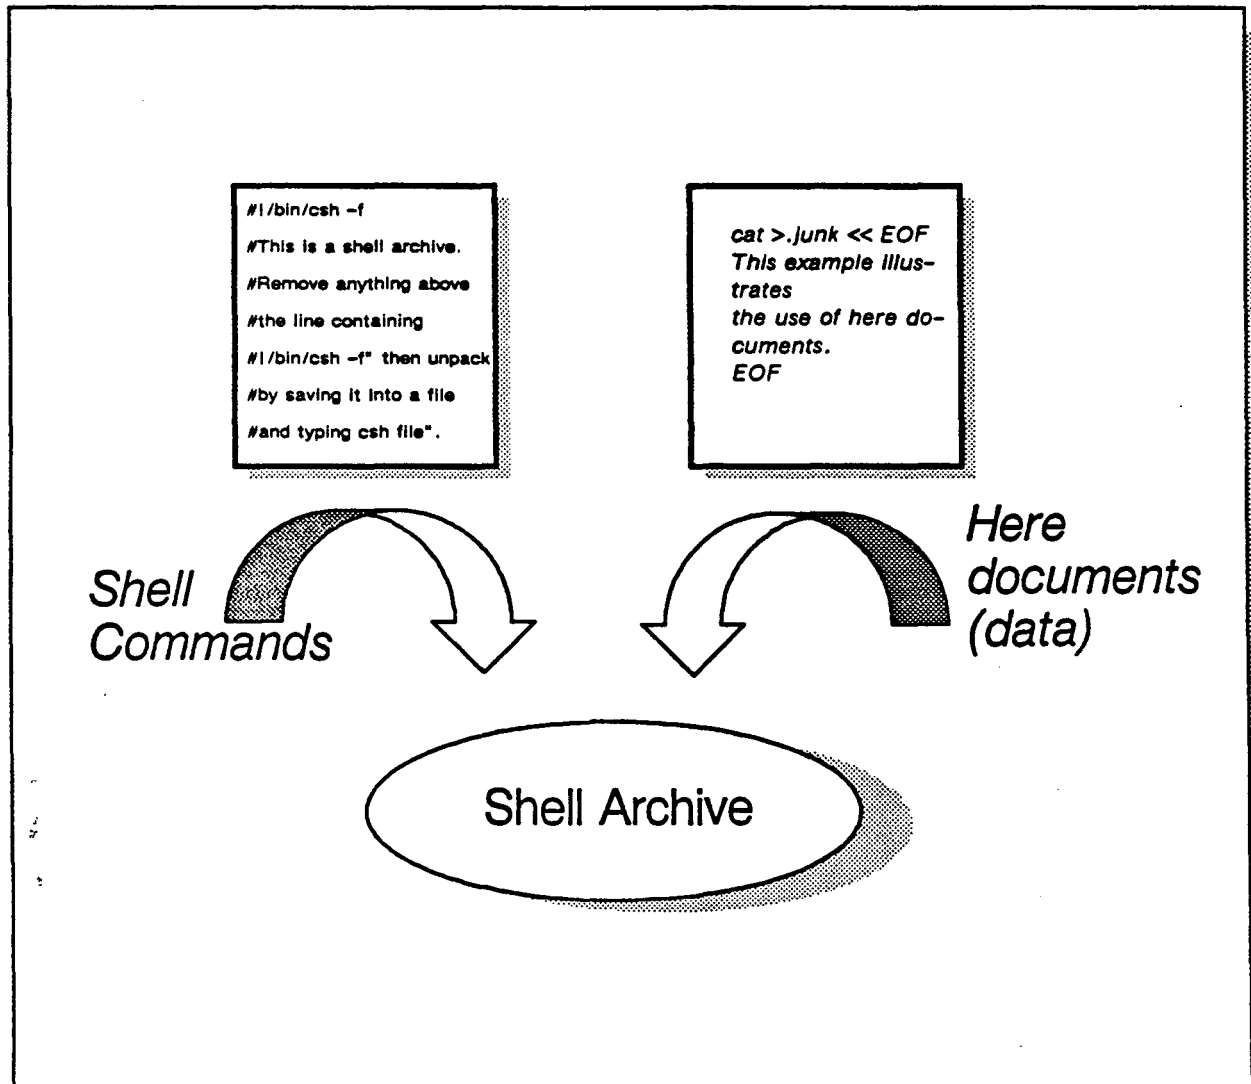 #!/bin/csh -f
#This is a shell archive.
#Remove anything above
#the line containing
#!/bin/csh -f" then unpack
#by saving it into a file
#and typing csh file".
cat >.junk << EOF
This example illus-
trates
the use of here do-
cuments.
EOF
Shell
Commands
Here
documents
(data)
Shell Archive